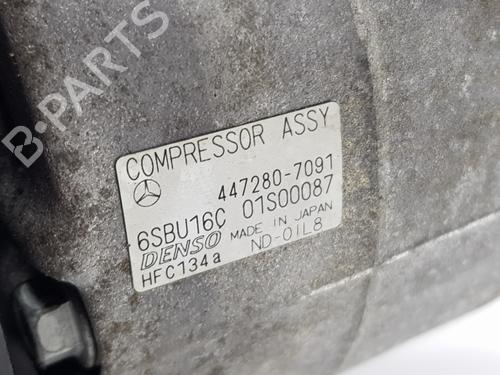 B-PARTS
COMPRESSOR ASSY
447280-7091
6SBU16C 01S00087
DENSO MADE IN JAPAN
HFC134a ND-OIL8